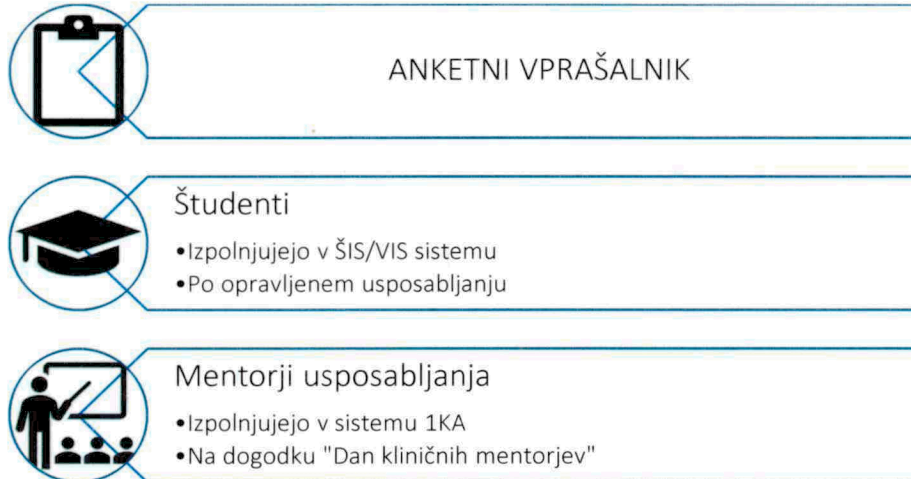 ANKETNI VPRAŠALNIK
Študenti
•Izpolnjujejo v ŠIS/VIS sistemu
•Po opravljenem usposabljanju
Mentorji usposabljanja
•Izpolnjujejo v sistemu 1KA
•Na dogodku "Dan kliničnih mentorjev"